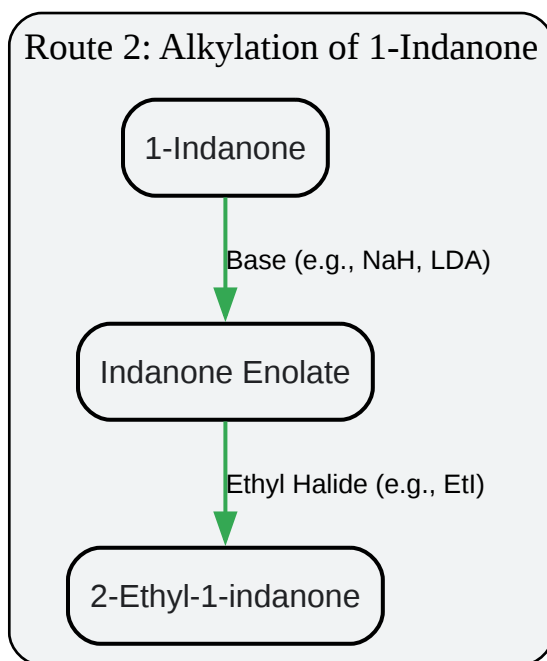 Route 2: Alkylation of 1-Indanone
1-Indanone
Base (e.g., NaH, LDA)
Indanone Enolate
Ethyl Halide (e.g., EtI)
2-Ethyl-1-indanone